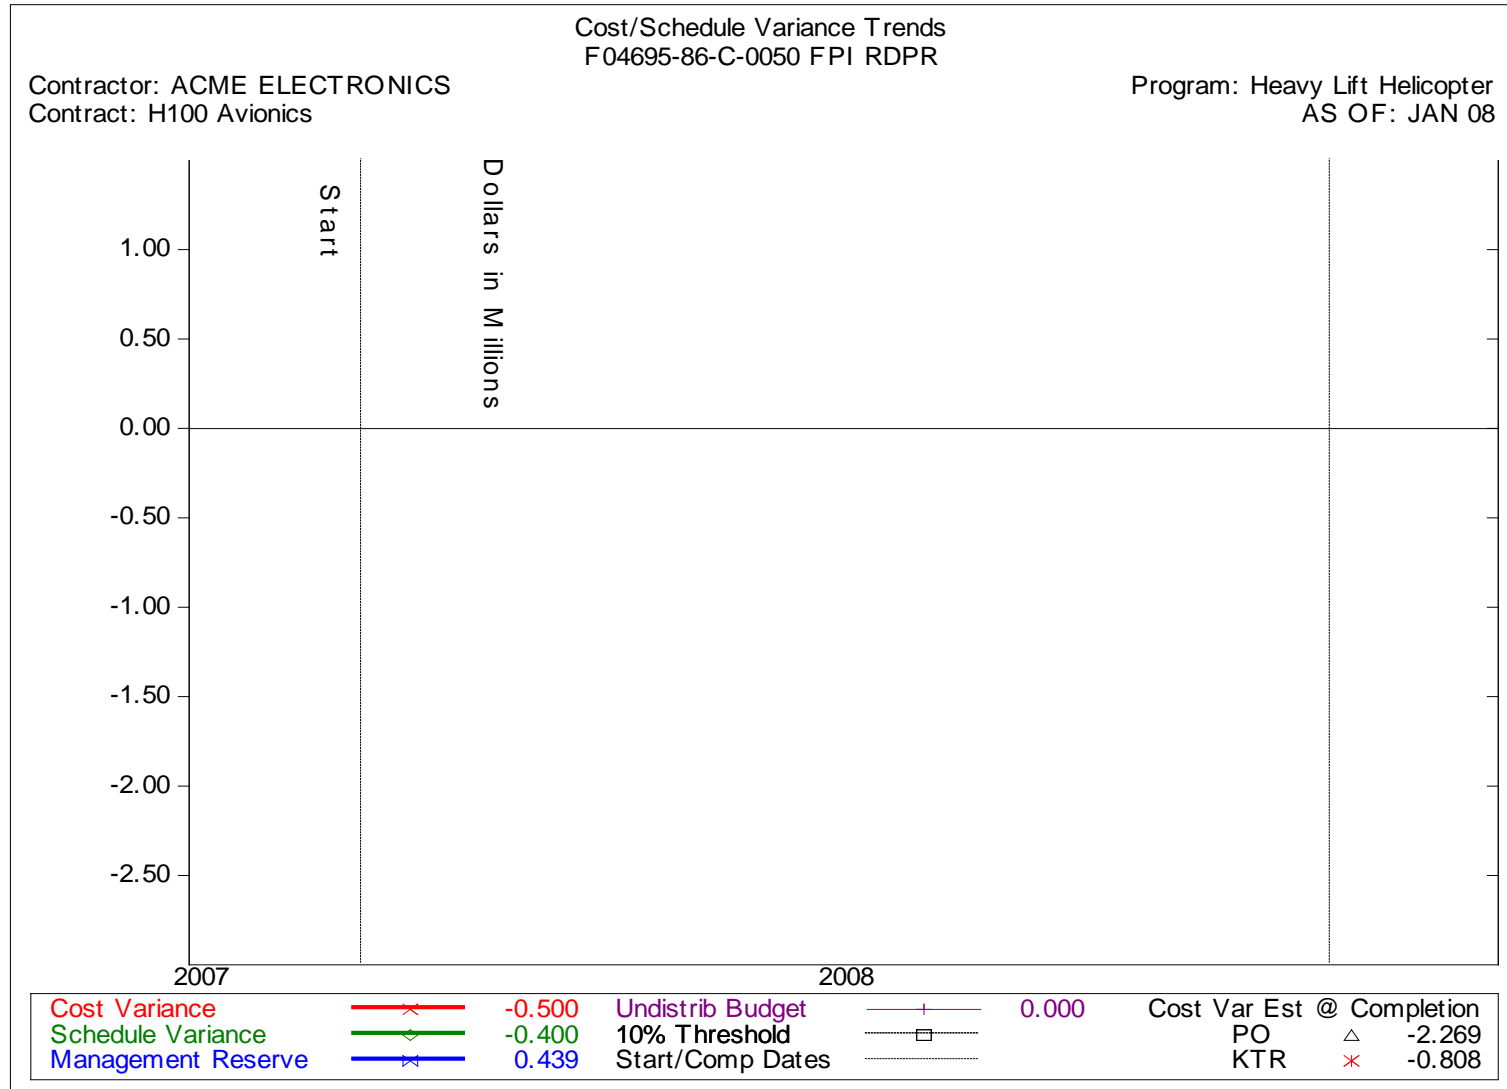 Cost/Schedule Variance Trends
F04695-86-C-0050 FPI RDPR
Contractor: ACME ELECTRONICS
Program: Heavy Lift Helicopter
Contract: H100 Avionics
AS OF: JAN 08
Start
Dollars in Millions
1.00
0.50
0.00
-0.50
-1.00
-1.50
-2.00
-2.50
2007
2008
Cost Variance -0.500 Undistrib Budget 0.000 Cost Var Est @ Completion
Schedule Variance -0.400 10% Threshold PO -2.269
Management Reserve 0.439 Start/Comp Dates KTR -0.808